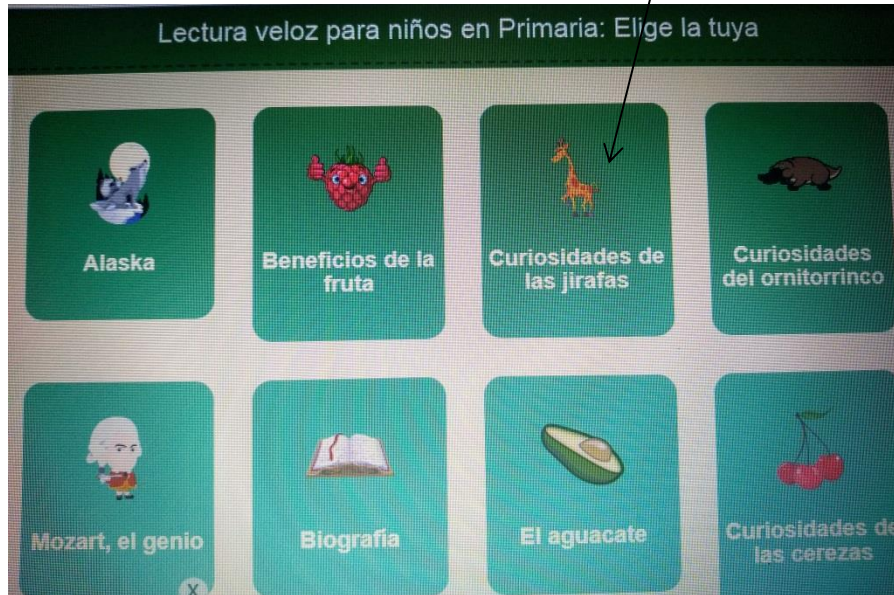 Lectura veloz para niños en Primaria: Elige la tuya
Alaska
Beneficios de la
fruta
Curiosidades de
las jirafas
Curiosidades
del ornitorrinco
Mozart, el genio
X
Biografía
El aguacate
Curiosidades de
las cerezas